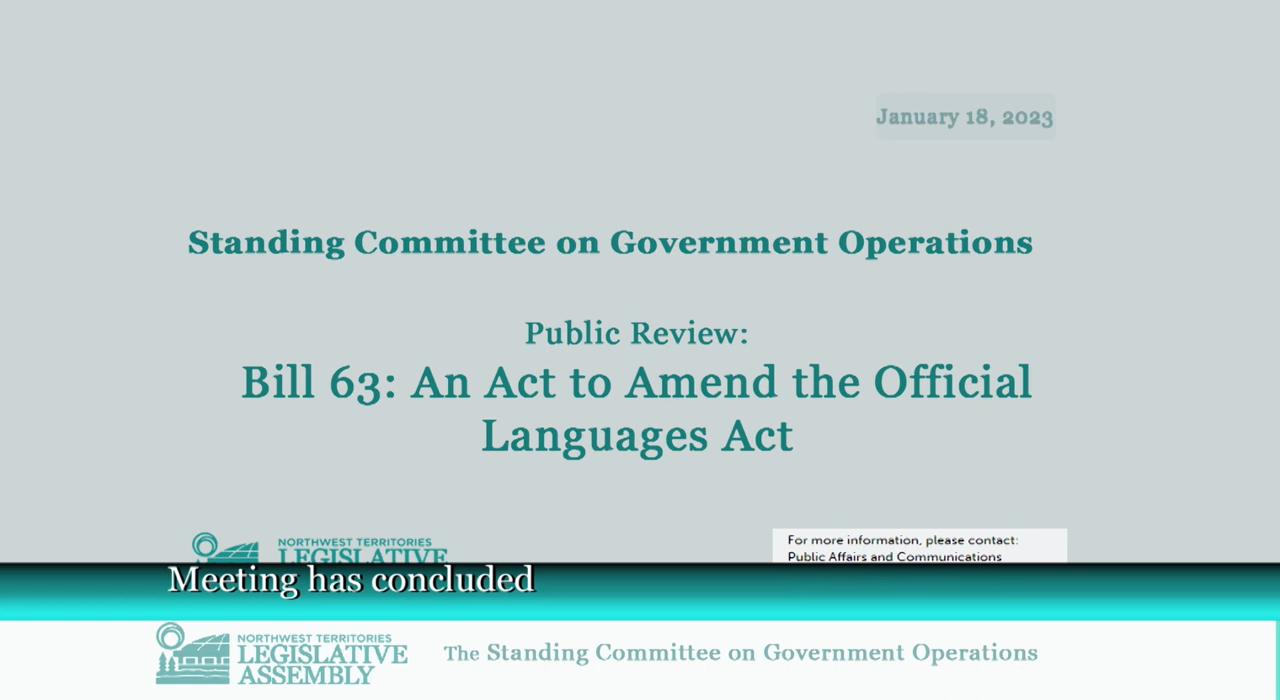 January 18, 2023
Standing Committee on Government Operations
Public Review:
Bill 63: An Act to Amend the Official
Languages Act
NORTHWEST TERRITORIES
LEGISLATIVE
For more information, please contact:
Public Affairs and Communications
Meeting has concluded
NORTHWEST TERRITORIES
LEGISLATIVE
ASSEMBLY
The Standing Committee on Government Operations